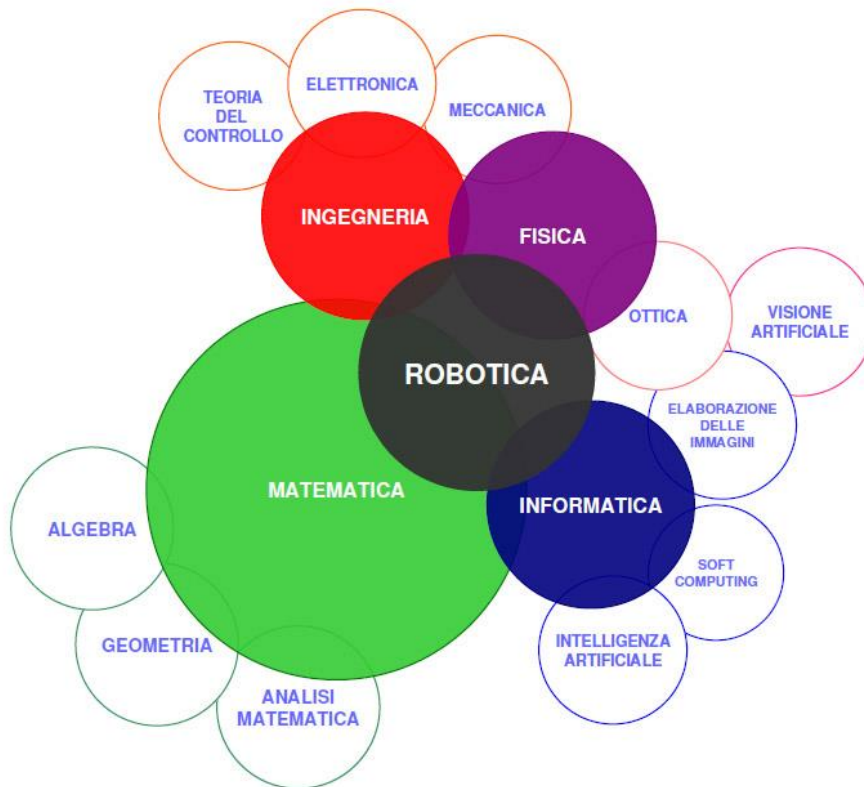 TEORIA
DEL
CONTROLLO
ELETTRONICA
MECCANICA
INGEGNERIA
FISICA
OTTICA
VISIONE
ARTIFICIALE
ROBOTICA
ELABORAZIONE
DELLE
IMMAGINI
MATEMATICA
INFORMATICA
ALGEBRA
SOFT
COMPUTING
GEOMETRIA
INTELLIGENZA
ARTIFICIALE
ANALISI
MATEMATICA